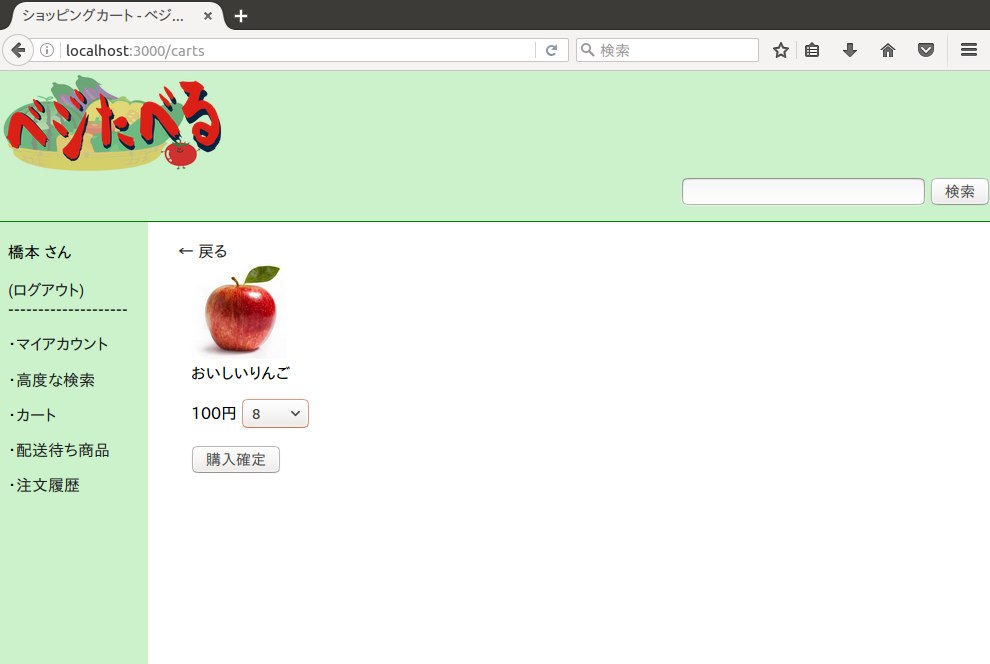 ショッピングカート - ベジ...
localhost:3000/carts
検索
ベジたべる
検索
橋本 さん
(ログアウト)
--------------------
・マイアカウント
・高度な検索
・カート
・配送待ち商品
・注文履歴
← 戻る
おいしいりんご
100円 8
購入確定